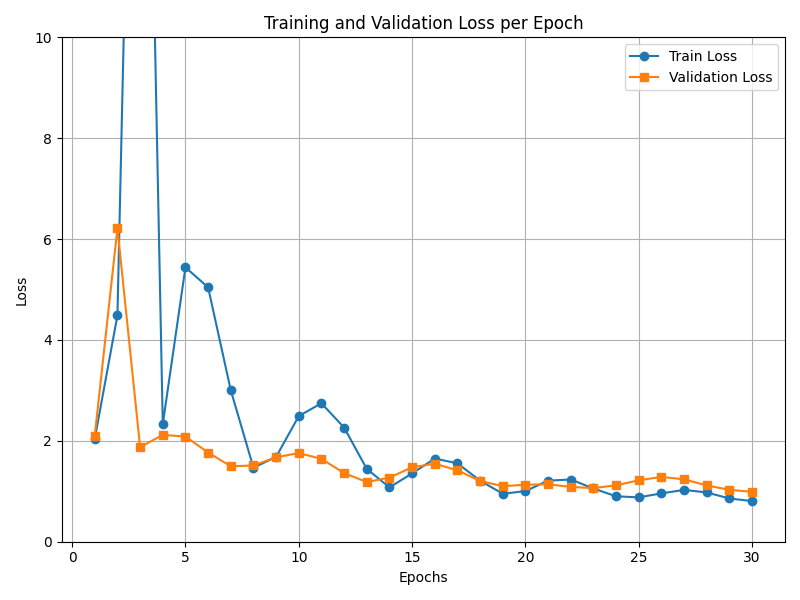 Training and Validation Loss per Epoch
Train Loss
Validation Loss
Loss
10
8
6
4
2
0
0 5 10 15 20 25 30
Epochs